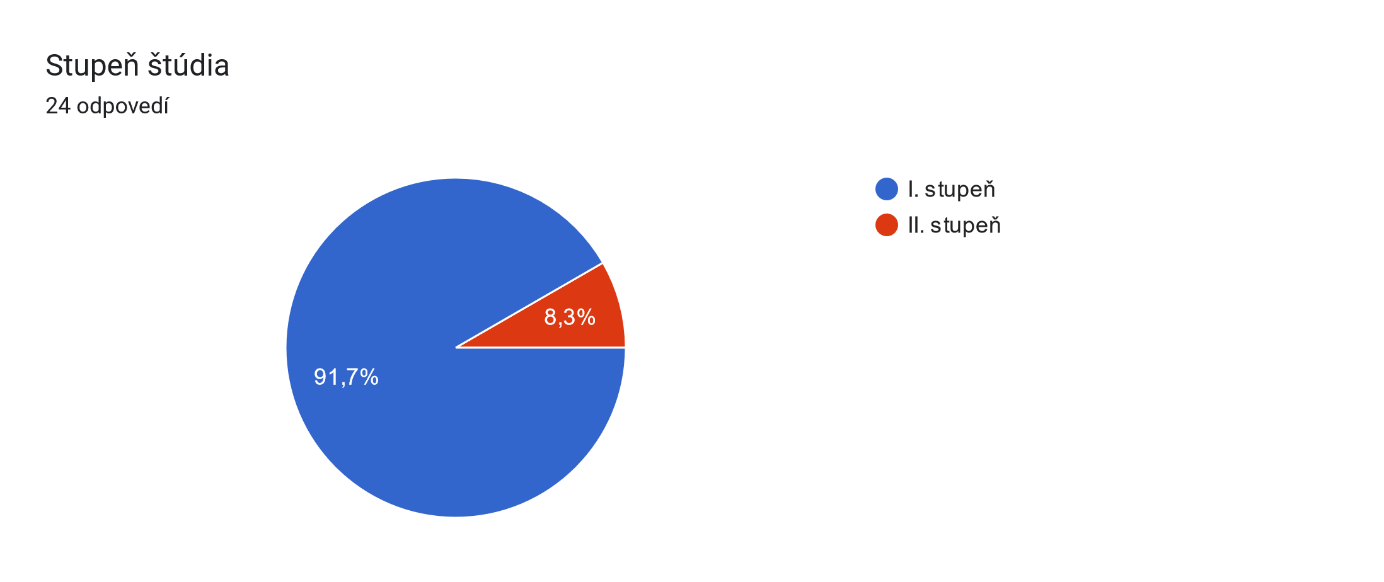 Stupeň štúdia
24 odpovedí
I. stupeň
II. stupeň
8,3%
91,7%